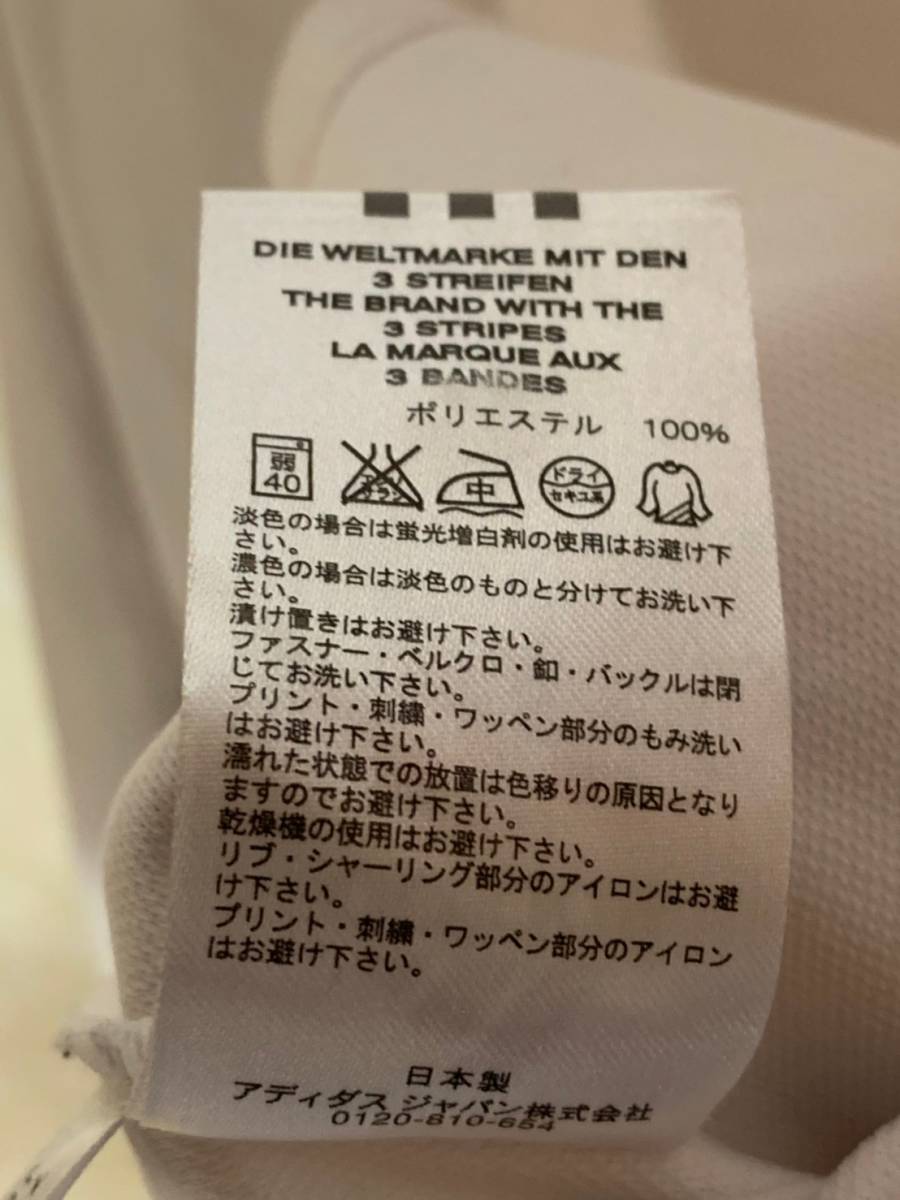 DIE WELTMARKE MIT DEN
3 STREIFEN
THE BRAND WITH THE
3 STRIPES
LA MARQUE AUX
3 BANDES
ポリエステル 100%
弱
40
エンソ
サラシ
中
ドライ
セキユ系
淡色の場合は蛍光増白剤の使用はお避け下
さい。
濃色の場合は淡色のものと分けてお洗い下
さい。
漬け置きはお避け下さい。
ファスナー・ベルクロ・釦・バックルは閉
じてお洗い下さい。
プリント・刺繍・ワッペン部分のもみ洗い
はお避け下さい。
濡れた状態での放置は色移りの原因となり
ますのでお避け下さい。
乾燥機の使用はお避け下さい。
リブ・シャーリング部分のアイロンはお避
け下さい。
プリント・刺繍・ワッペン部分のアイロン
はお避け下さい。
日本製
アディダス ジャパン株式会社
0120-810-654